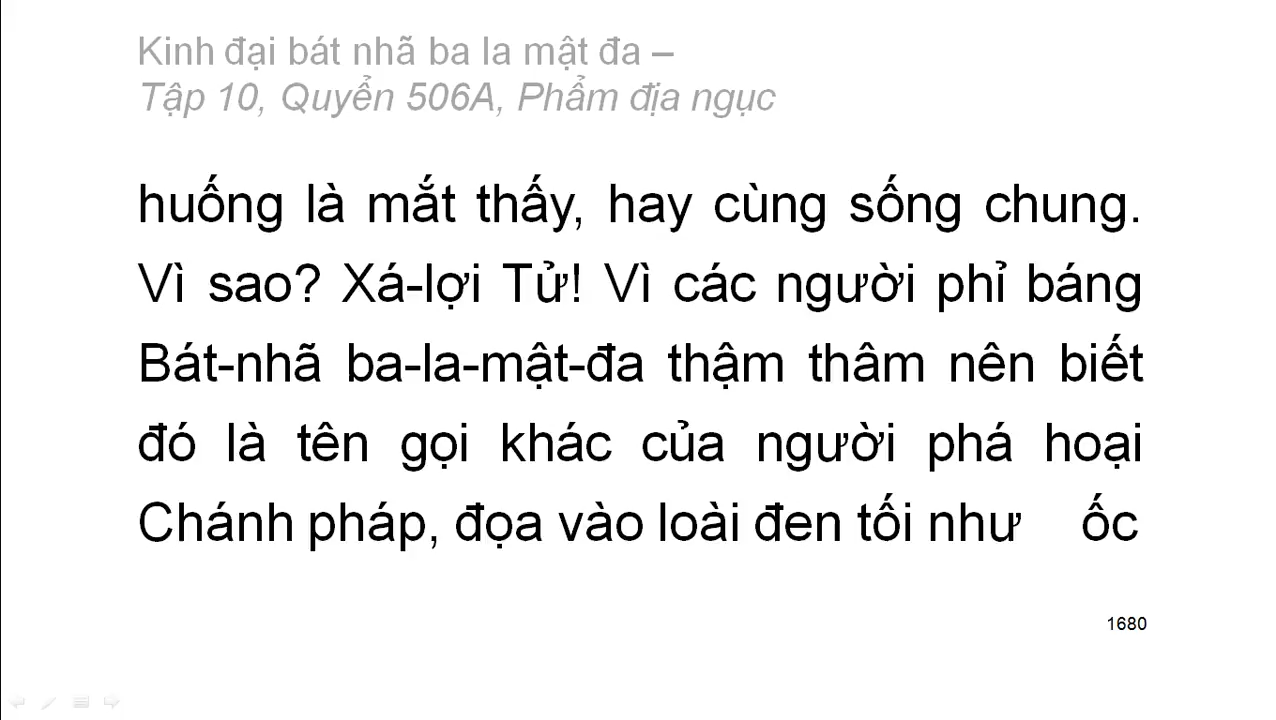 Kinh đại bát nhã ba la mật đa –
Tập 10, Quyển 506A, Phẩm địa ngục
huống là mắt thấy, hay cùng sống chung.
Vì sao? Xá-lợi Tử! Vì các người phỉ báng
Bát-nhã ba-la-mật-đa thậm thâm nên biết
đó là tên gọi khác của người phá hoại
Chánh pháp, đọa vào loài đen tối như ốc
1680